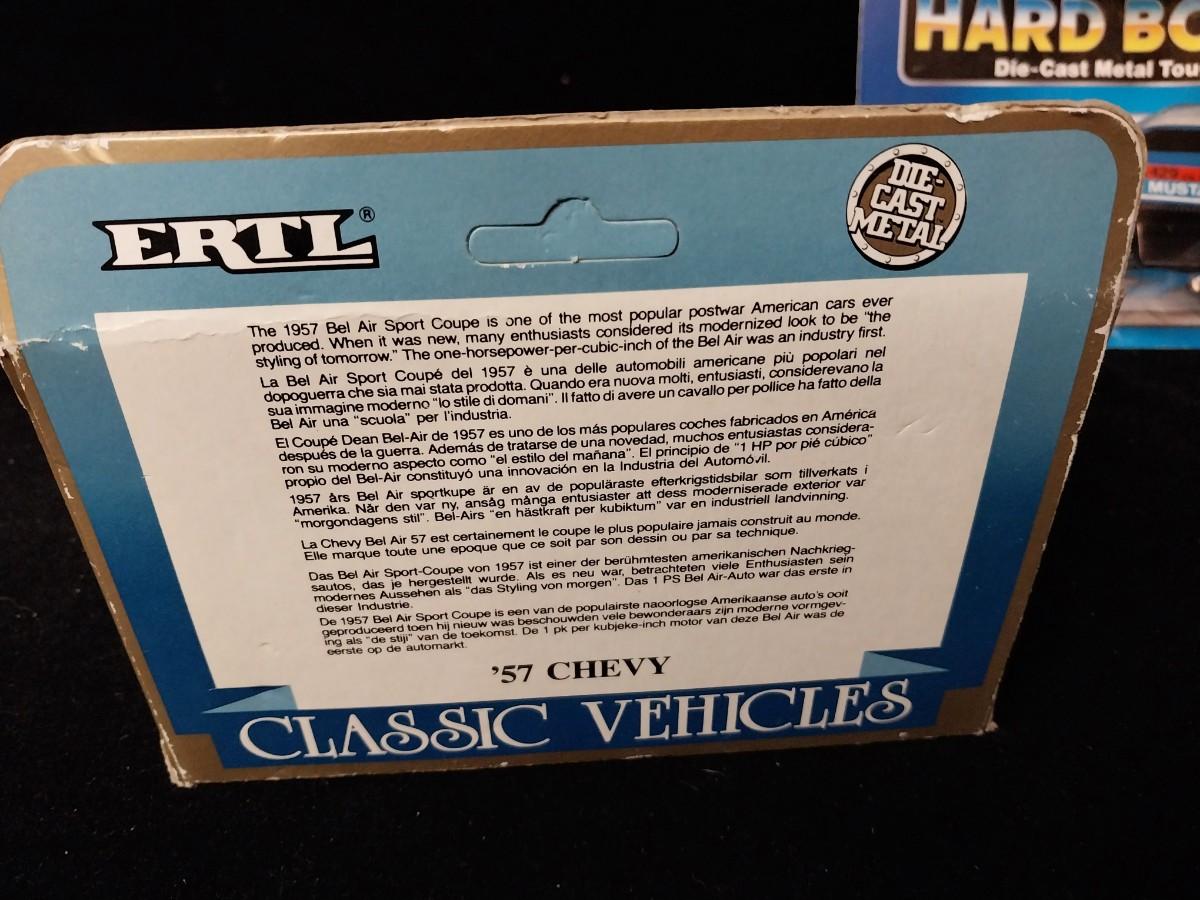 HARD BO
Die-Cast Metal Tou
429
MUST
ERTL®
DIE-
CAST
METAL
The 1957 Bel Air Sport Coupe is one of the most popular postwar American cars ever
produced. When it was new, many enthusiasts considered its modernized look to be "the
styling of tomorrow." The one-horsepower-per-cubic-inch of the Bel Air was an industry first.
La Bel Air Sport Coupé del 1957 è una delle automobili americane più popolari nel
dopoguerra che sia mai stata prodotta. Quando era nuova molti, entusiasti, considerevano la
sua immagine moderno "lo stile di domani". Il fatto di avere un cavallo per pollice ha fatto della
Bel Air una "scuola" per l'industria.
El Coupé Dean Bel-Air de 1957 es uno de los más populares coches fabricados en América
después de la guerra. Además de tratarse de una novedad, muchos entusiastas considera-
ron su moderno aspecto como "el estilo del mañana". El principio de "1 HP por pié cúbico"
propio del Bel-Air constituyó una innovación en la Industria del Automóvil.
1957 års Bel Air sportkupe är en av de populäraste efterkrigstidsbilar som tillverkats i
Amerika. Når den var ny, ansåg många entusiaster att dess moderniserade exterior var
"morgondagens stil". Bel-Airs "en hästkraft per kubiktum" var en industriell landvinning.
La Chevy Bel Air 57 est certainement le coupe le plus populaire jamais construit au monde.
Elle marque toute une epoque que ce soit par son dessin ou par sa technique.
Das Bel Air Sport-Coupe von 1957 ist einer der berühmtesten amerikanischen Nachkrieg-
sautos, das je hergestellt wurde. Als es neu war, betrachteten viele Enthusiasten sein
modernes Aussehen als "das Styling von morgen". Das 1 PS Bel Air-Auto war das erste in
dieser Industrie.
De 1957 Bel Air Sport Coupe is een van de populairste naoorlogse Amerikaanse auto's ooit
geproduceerd toen hij nieuw was beschouwden vele bewonderaars zijn moderne vormgev-
ing als "de stijl" van de toekomst. De 1 pk per kubjeke-inch motor van deze Bel Air was de
eerste op de automarkt.
'57 CHEVY
CLASSIC VEHICLES